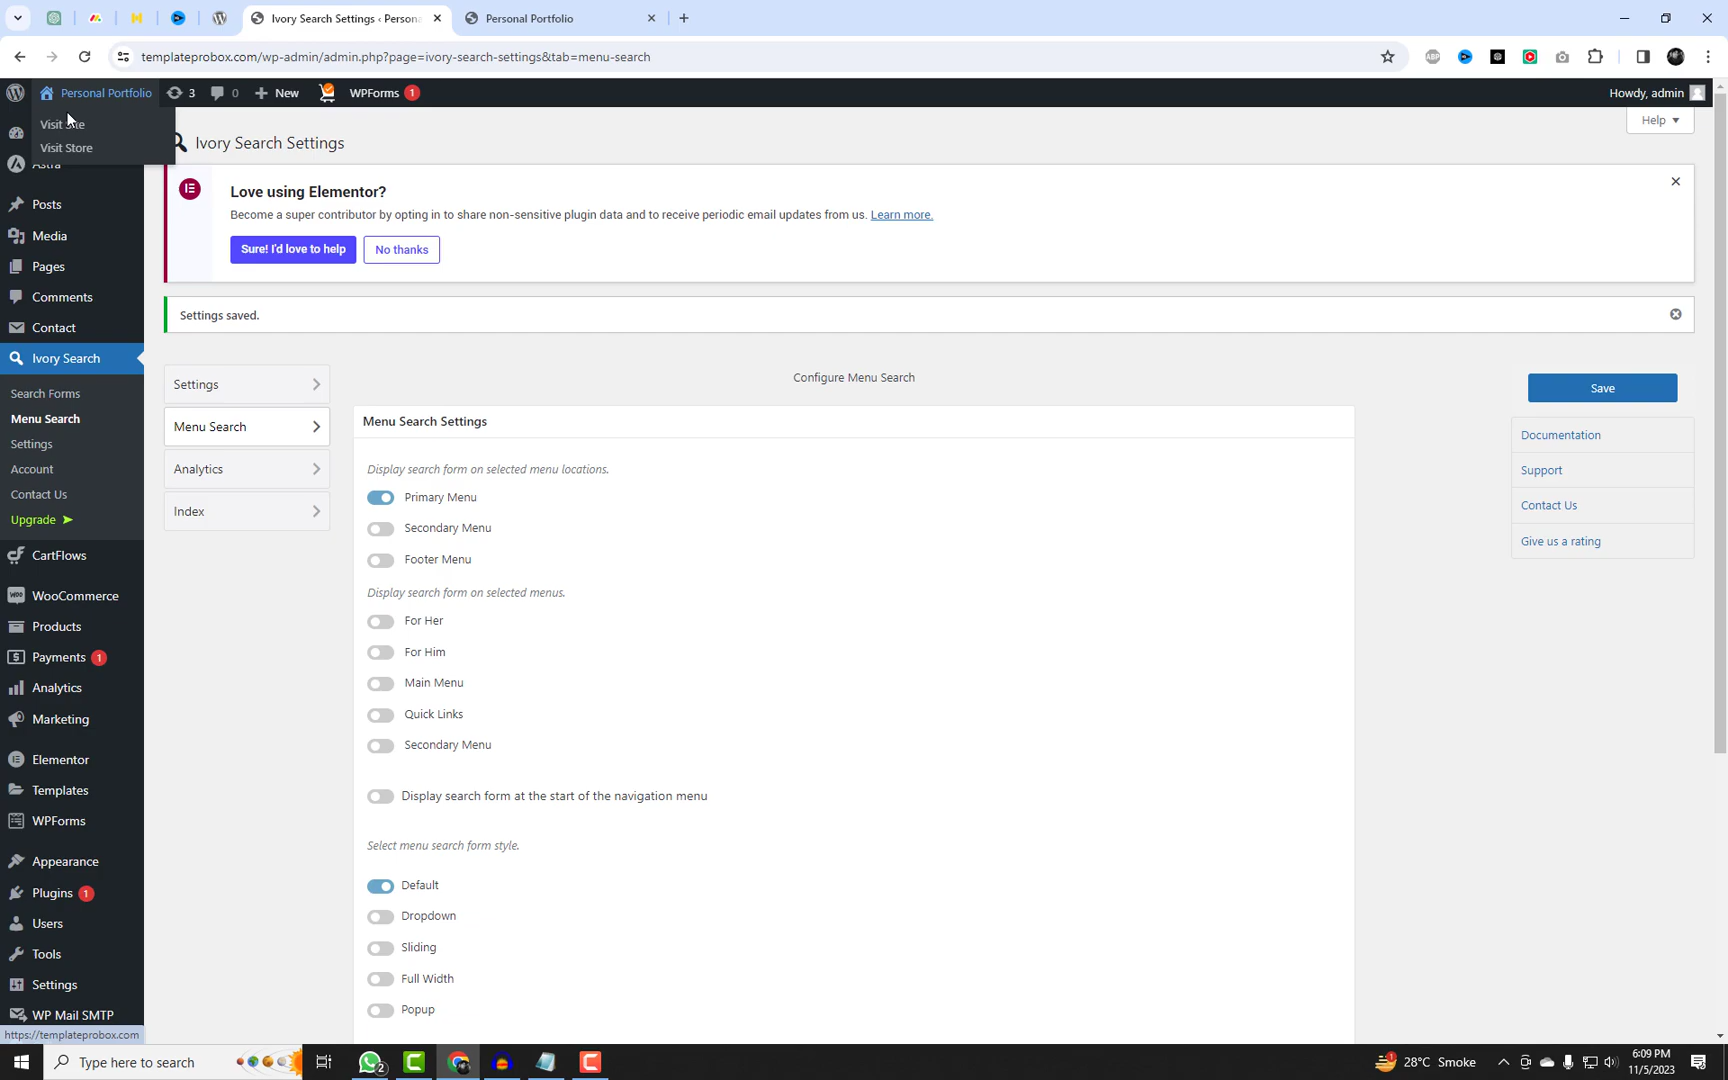 Ivory Search Settings ‹ Persona
Personal Portfolio
templateprobox.com/wp-admin/admin.php?page=ivory-search-settings&tab=menu-search
Personal Portfolio
3
0
New
WPForms 1
Howdy, admin
Visit Site
Visit Store
Help
Astra
Ivory Search Settings
Love using Elementor?
Become a super contributor by opting in to share non-sensitive plugin data and to receive periodic email updates from us. Learn more.
Sure! I'd love to help
No thanks
Settings saved.
Posts
Media
Pages
Comments
Contact
Ivory Search
Search Forms
Menu Search
Settings
Account
Contact Us
Upgrade ➤
CartFlows
WooCommerce
Products
Payments 1
Analytics
Marketing
Elementor
Templates
WPForms
Appearance
Plugins 1
Users
Tools
Settings
WP Mail SMTP
https://templateprobox.com
Settings
Menu Search
Analytics
Index
Configure Menu Search
Menu Search Settings
Display search form on selected menu locations.
Primary Menu
Secondary Menu
Footer Menu
Display search form on selected menus.
For Her
For Him
Main Menu
Quick Links
Secondary Menu
Display search form at the start of the navigation menu
Select menu search form style.
Default
Dropdown
Sliding
Full Width
Popup
Save
Documentation
Support
Contact Us
Give us a rating
Type here to search
2
28°C Smoke
6:09 PM
11/5/2023